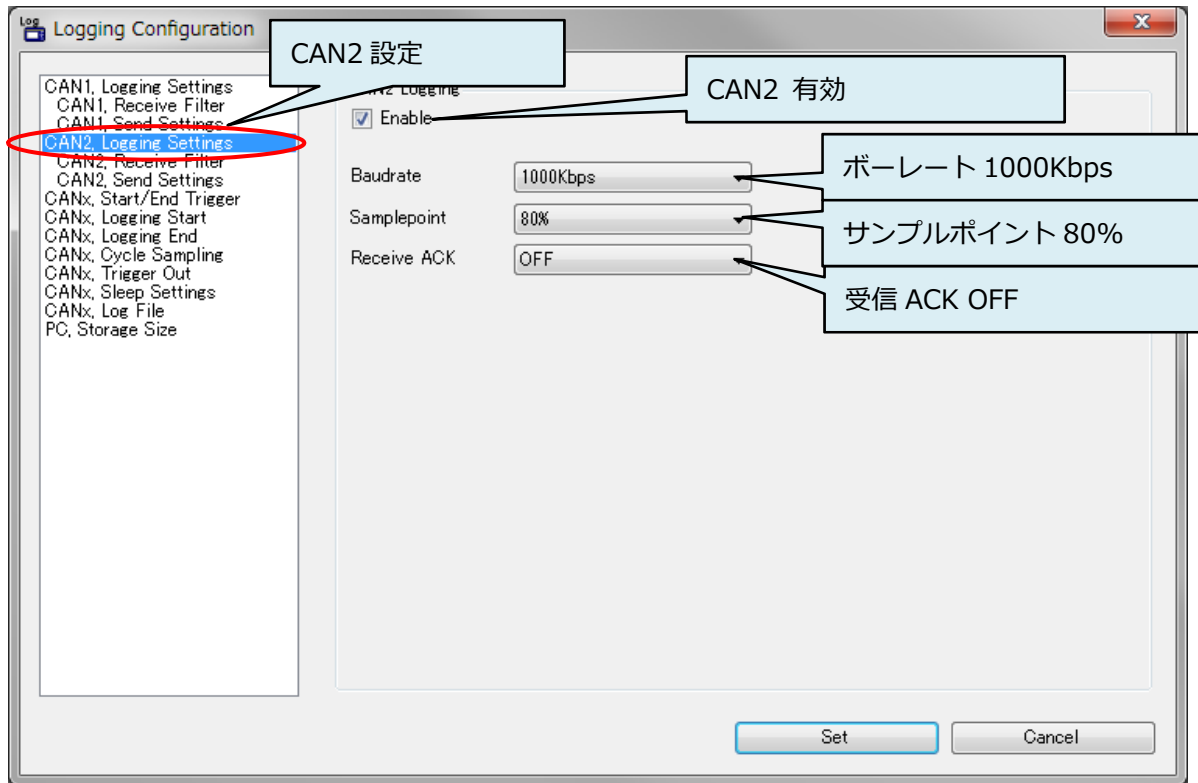 Log
Logging Configuration
CAN2 設定
CAN1, Logging Settings
CAN1, Receive Filter
CAN1, Send Settings
CAN2, Logging Settings
CAN2, Receive Filter
CAN2, Send Settings
CANx, Start/End Trigger
CANx, Logging Start
CANx, Logging End
CANx, Cycle Sampling
CANx, Trigger Out
CANx, Sleep Settings
CANx, Log File
PC, Storage Size
CAN2 Logging
CAN2 有効
Enable
Baudrate
1000Kbps
ボーレート 1000Kbps
Samplepoint
80%
サンプルポイント 80%
Receive ACK
OFF
受信 ACK OFF
Set
Cancel